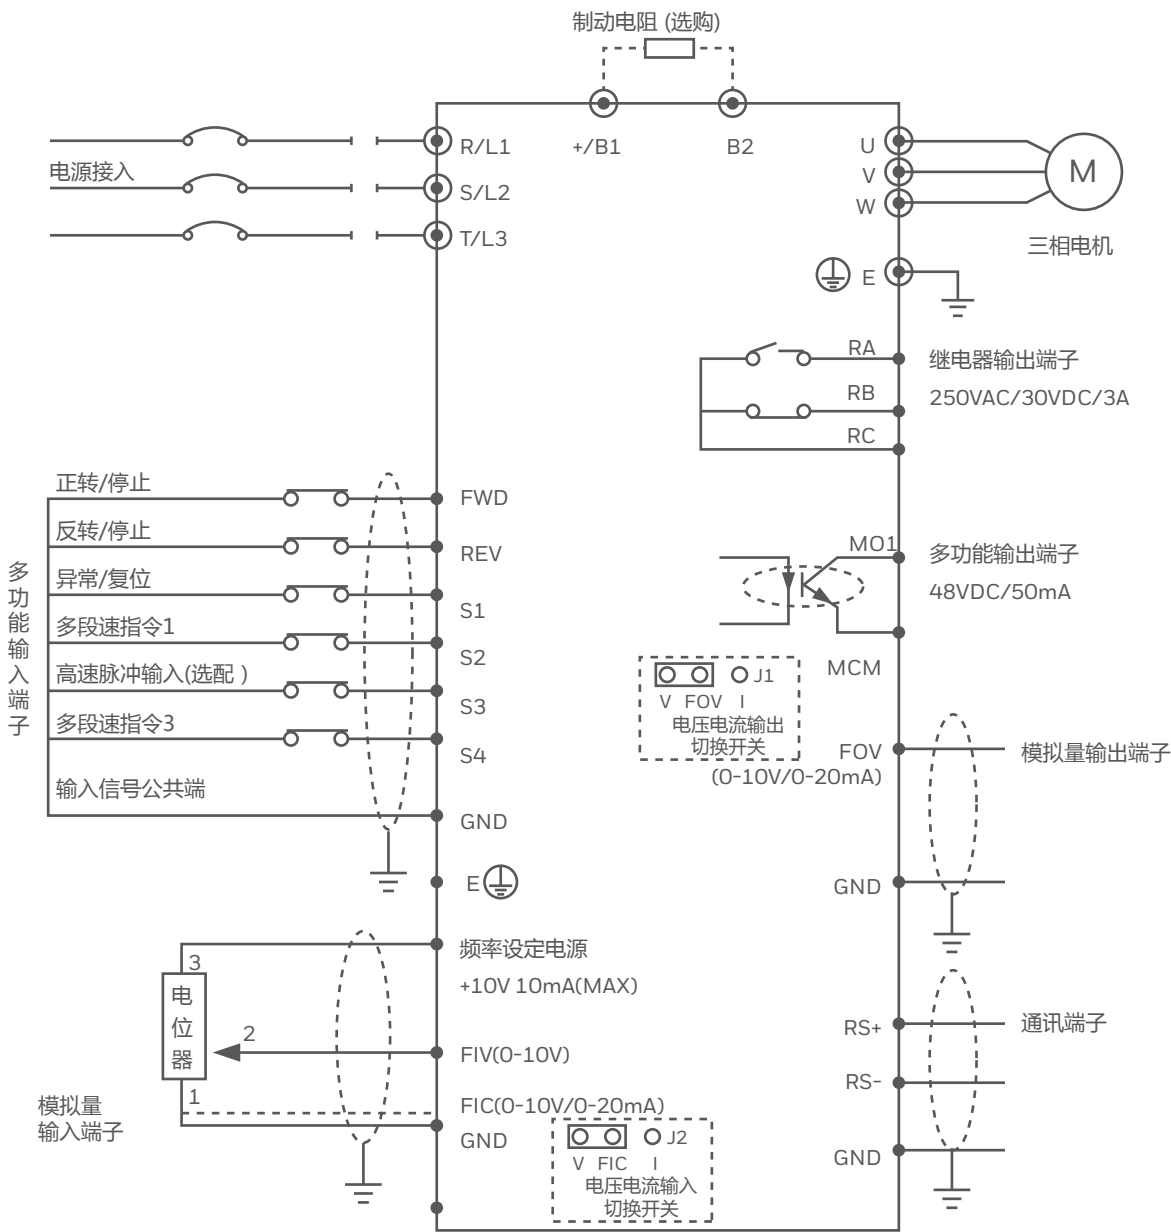 制动电阻 (选购)
+/B1
B2
R/L1
电源接入
S/L2
T/L3
U
V
W
M
三相电机
E
RA
继电器输出端子
RB
250VAC/30VDC/3A
RC
多功能输入端子
正转/停止
FWD
反转/停止
REV
异常/复位
S1
多段速指令1
S2
高速脉冲输入(选配 )
S3
多段速指令3
S4
输入信号公共端
GND
E
MO1
多功能输出端子
48VDC/50mA
MCM
J1
V FOV I
电压电流输出
切换开关
FOV
(0-10V/0-20mA)
模拟量输出端子
GND
频率设定电源
+10V 10mA(MAX)
3
电位器
2
1
FIV(0-10V)
FIC(0-10V/0-20mA)
模拟量
输入端子
GND
J2
V FIC I
电压电流输入
切换开关
RS+
通讯端子
RS-
GND